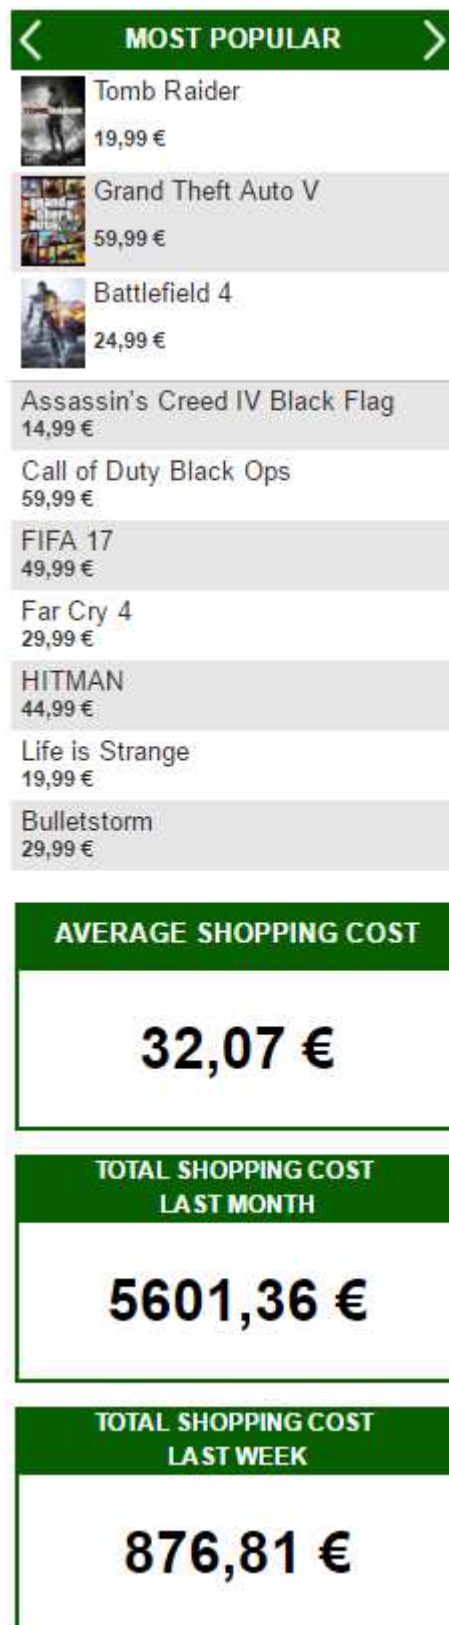 MOST POPULAR
Tomb Raider
19,99 €
Grand Theft Auto V
59,99 €
Battlefield 4
24,99 €
Assassin's Creed IV Black Flag
14,99 €
Call of Duty Black Ops
59,99 €
FIFA 17
49,99 €
Far Cry 4
29,99 €
HITMAN
44,99 €
Life is Strange
19,99 €
Bulletstorm
29,99 €
AVERAGE SHOPPING COST
32,07 €
TOTAL SHOPPING COST
LAST MONTH
5601,36 €
TOTAL SHOPPING COST
LAST WEEK
876,81 €